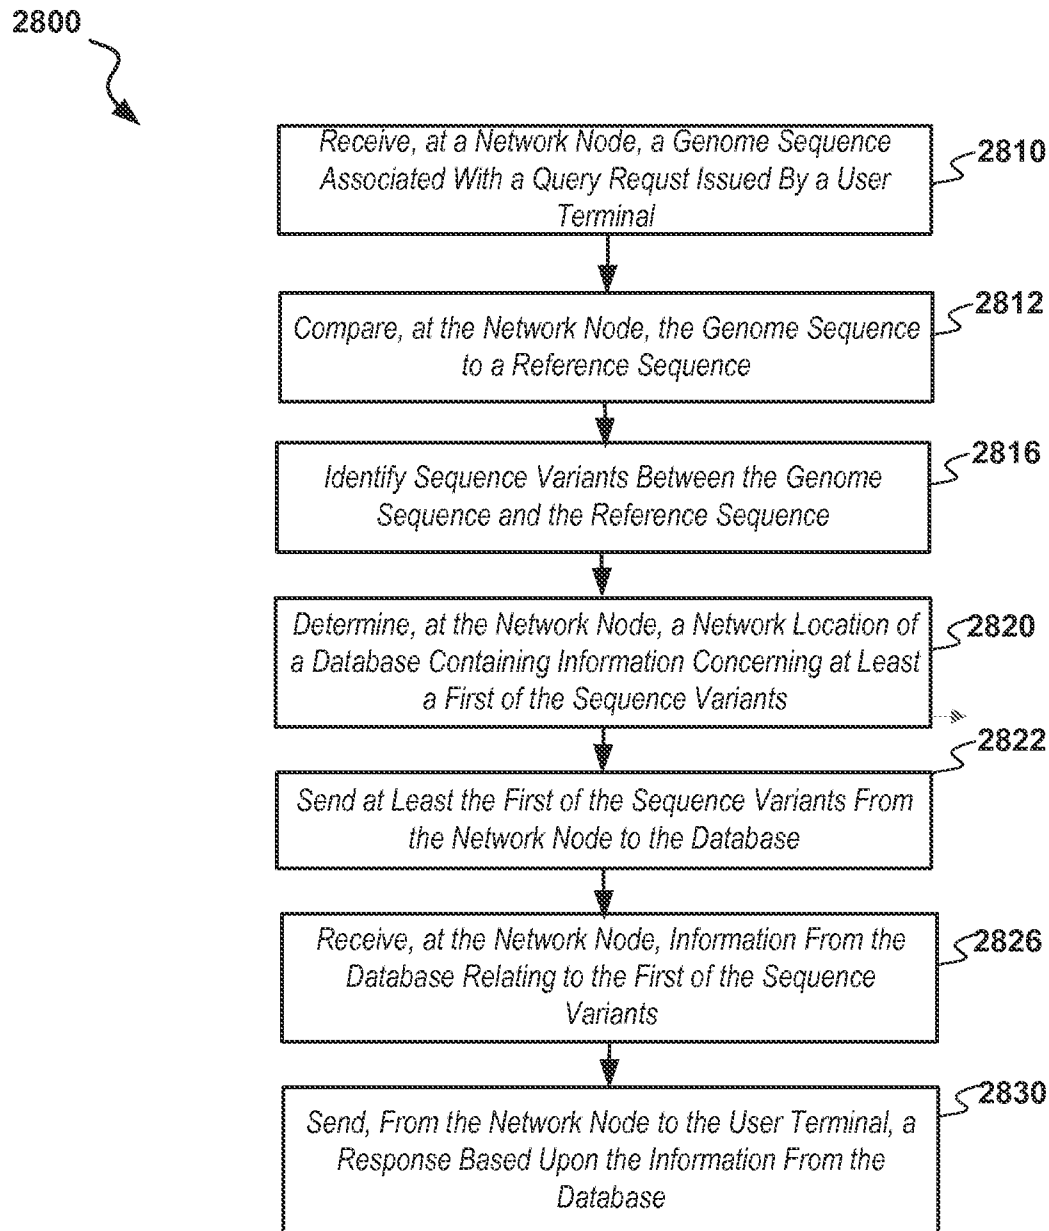 2800
Receive, at a Network Node, a Genome Sequence
Associated With a Query Requst Issued By a User
Terminal
2810
Compare, at the Network Node, the Genome Sequence
to a Reference Sequence
2812
Identify Sequence Variants Between the Genome
Sequence and the Reference Sequence
2816
Determine, at the Network Node, a Network Location of
a Database Containing Information Concerning at Least
a First of the Sequence Variants
2820
Send at Least the First of the Sequence Variants From
the Network Node to the Database
2822
Receive, at the Network Node, Information From the
Database Relating to the First of the Sequence
Variants
2826
Send, From the Network Node to the User Terminal, a
Response Based Upon the Information From the
Database
2830